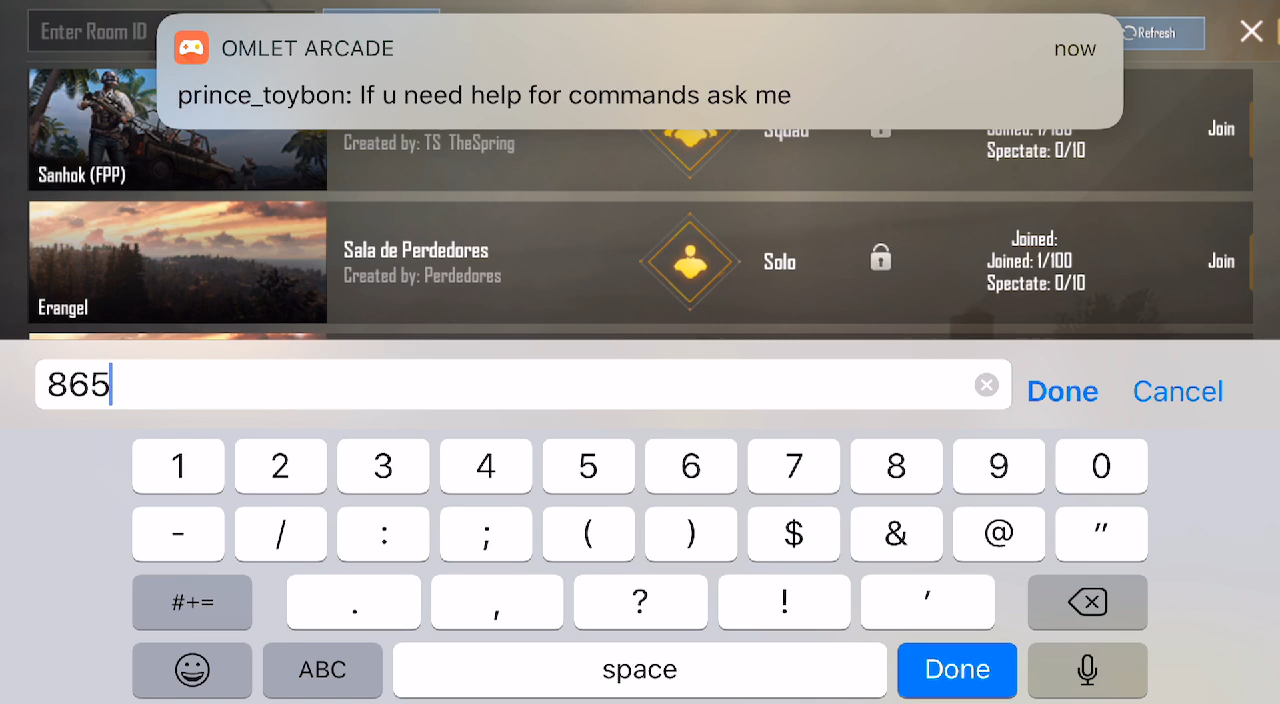 Enter Room ID
Refresh
OMLET ARCADE
now
prince_toybon: If u need help for commands ask me
Sanhok (FPP)
Created by: TS TheSpring
Squad
Joined: 1/100
Spectate: 0/10
Join
Erangel
Sala de Perdedores
Created by: Perdedores
Solo
Joined:
Joined: 1/100
Spectate: 0/10
Join
865
Done
Cancel
1 2 3 4 5 6 7 8 9 0
- / : ; ( ) $ & @ "
#+= . , ? ! '
ABC space Done